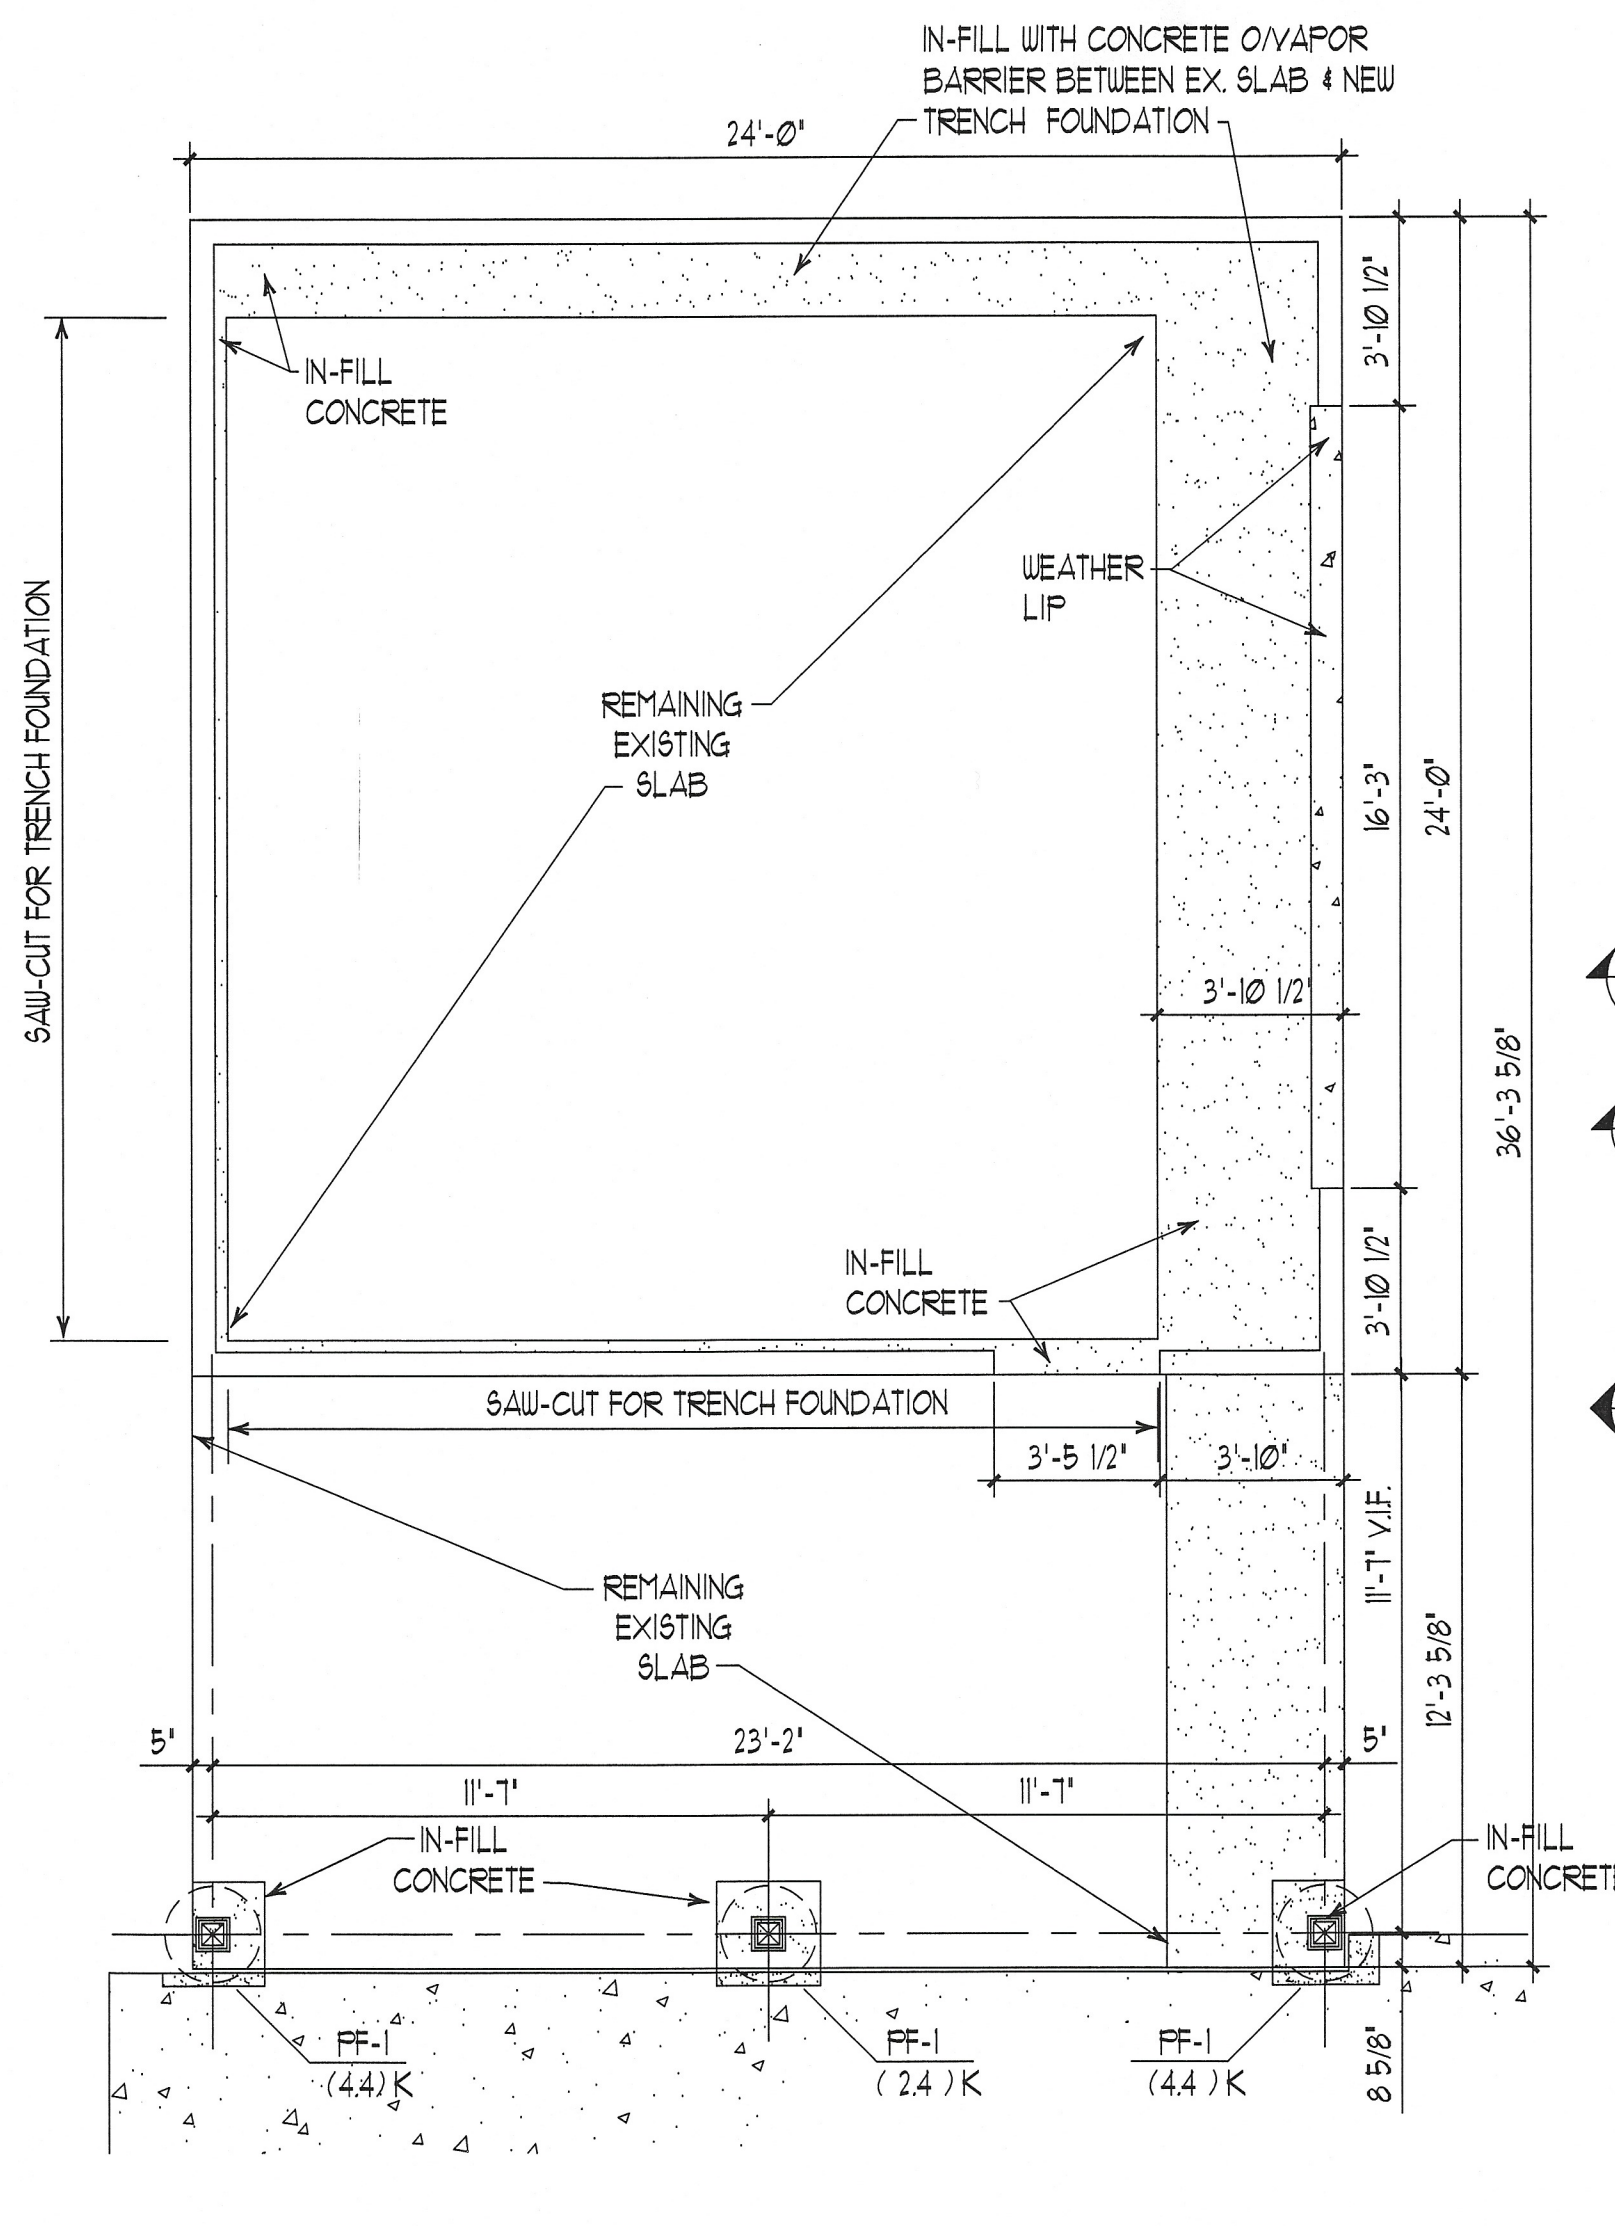 IN-FILL WITH CONCRETE O/VAPOR
BARRIER BETWEEN EX. SLAB & NEW
TRENCH FOUNDATION
24'-0"
3'-10 1/2"
IN-FILL
CONCRETE
WEATHER
LIP
SAW-CUT FOR TRENCH FOUNDATION
REMAINING
EXISTING
SLAB
16'-3"
24'-0"
3'-10 1/2"
36'-3 5/8"
IN-FILL
CONCRETE
3'-10 1/2"
SAW-CUT FOR TRENCH FOUNDATION
3'-5 1/2"
3'-10"
11'-7" V.I.F.
REMAINING
EXISTING
SLAB
12'-3 5/8"
5"
23'-2"
5"
11'-7"
11'-7"
IN-FILL
CONCRETE
IN-FILL
CONCRETE
PF-1
(4.4)K
PF-1
(2.4)K
PF-1
(4.4)K
8 5/8"